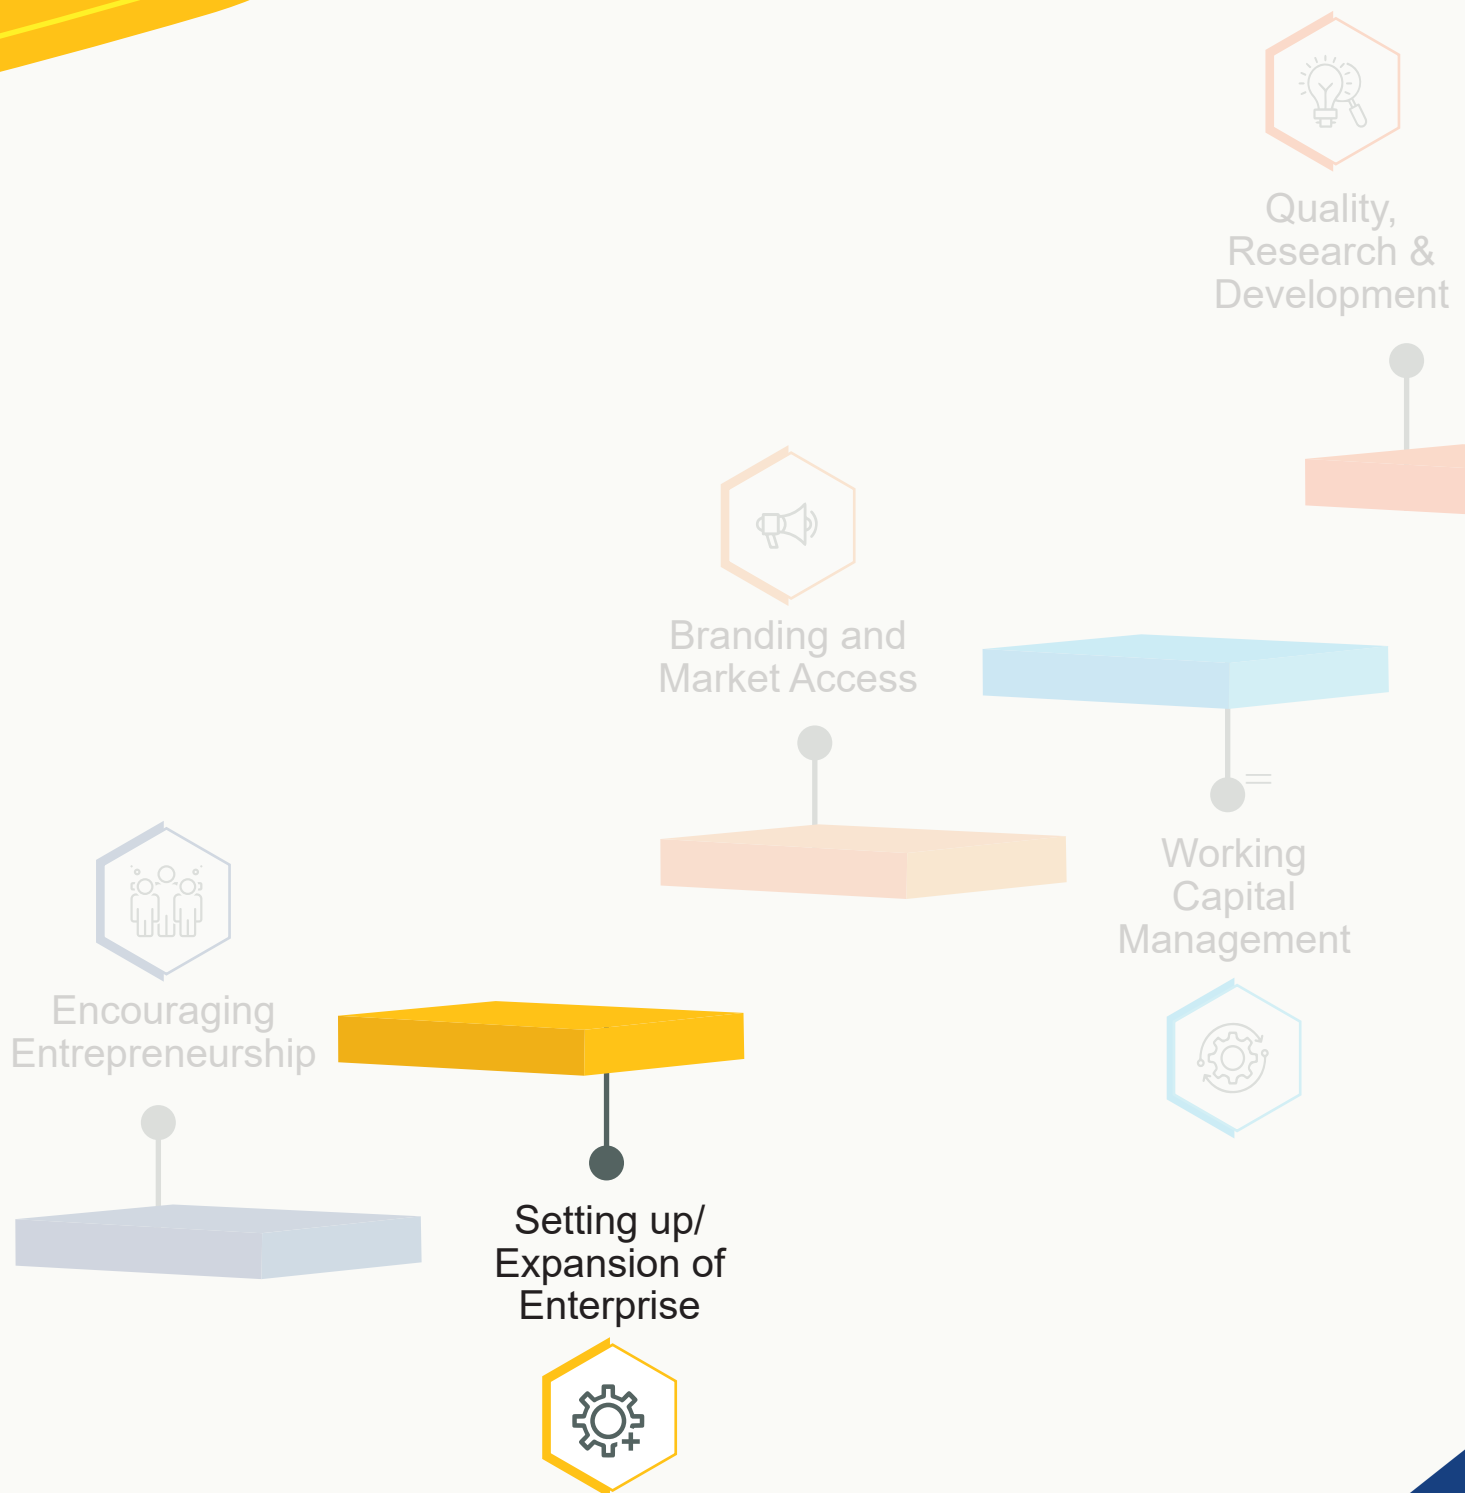 Quality,
Research &
Development
Branding and
Market Access
Working
Capital
Management
Encouraging
Entrepreneurship
Setting up/
Expansion of
Enterprise